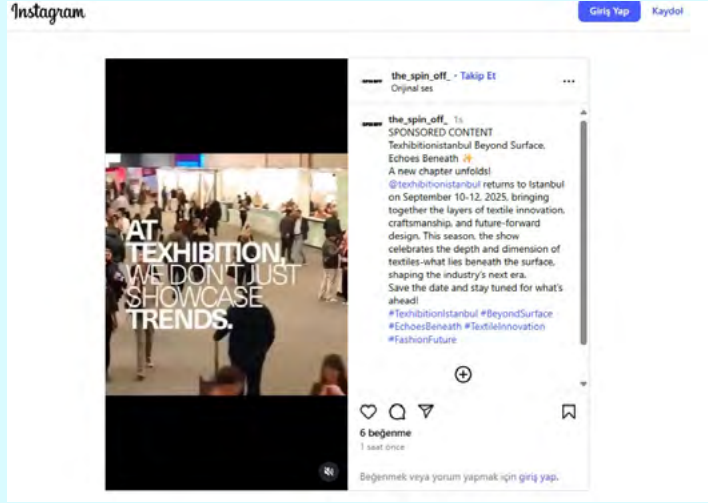 Instagram
Giriş Yap
Kaydol
the_spin_off_ • Takip Et
Orijinal ses
AT
TEXHIBITION,
WE DON'T JUST
SHOWCASE
TRENDS.
the_spin_off_ 1s
SPONSORED CONTENT
Texhibitionistanbul Beyond Surface,
Echoes Beneath ✨
A new chapter unfolds!
@texhibitionistanbul returns to Istanbul
on September 10-12, 2025, bringing
together the layers of textile innovation,
craftsmanship, and future-forward
design. This season, the show
celebrates the depth and dimension of
textiles-what lies beneath the surface,
shaping the industry's next era.
Save the date and stay tuned for what's
ahead!
#TexhibitionIstanbul #BeyondSurface
#EchoesBeneath #TextileInnovation
#FashionFuture
6 beğenme
1 saat önce
Beğenmek veya yorum yapmak için giriş yap.